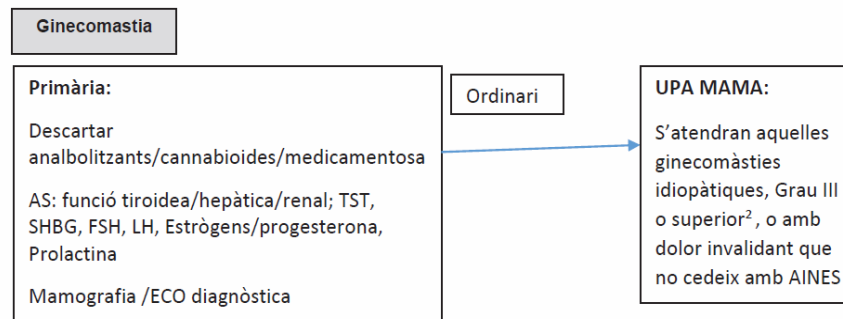 Ginecomastia
Primària:
Descartar
analbolitzants/cannabioides/medicamentosa
AS: funció tiroidea/hepàtica/renal; TST,
SHBG, FSH, LH, Estrògens/progesterona,
Prolactina
Mamografia /ECO diagnòstica
Ordinari
UPA MAMA:
S’atendran aquelles
ginecomàsties
idiopàtiques, Grau III
o superior² , o amb
dolor invalidant que
no cedeix amb AINES